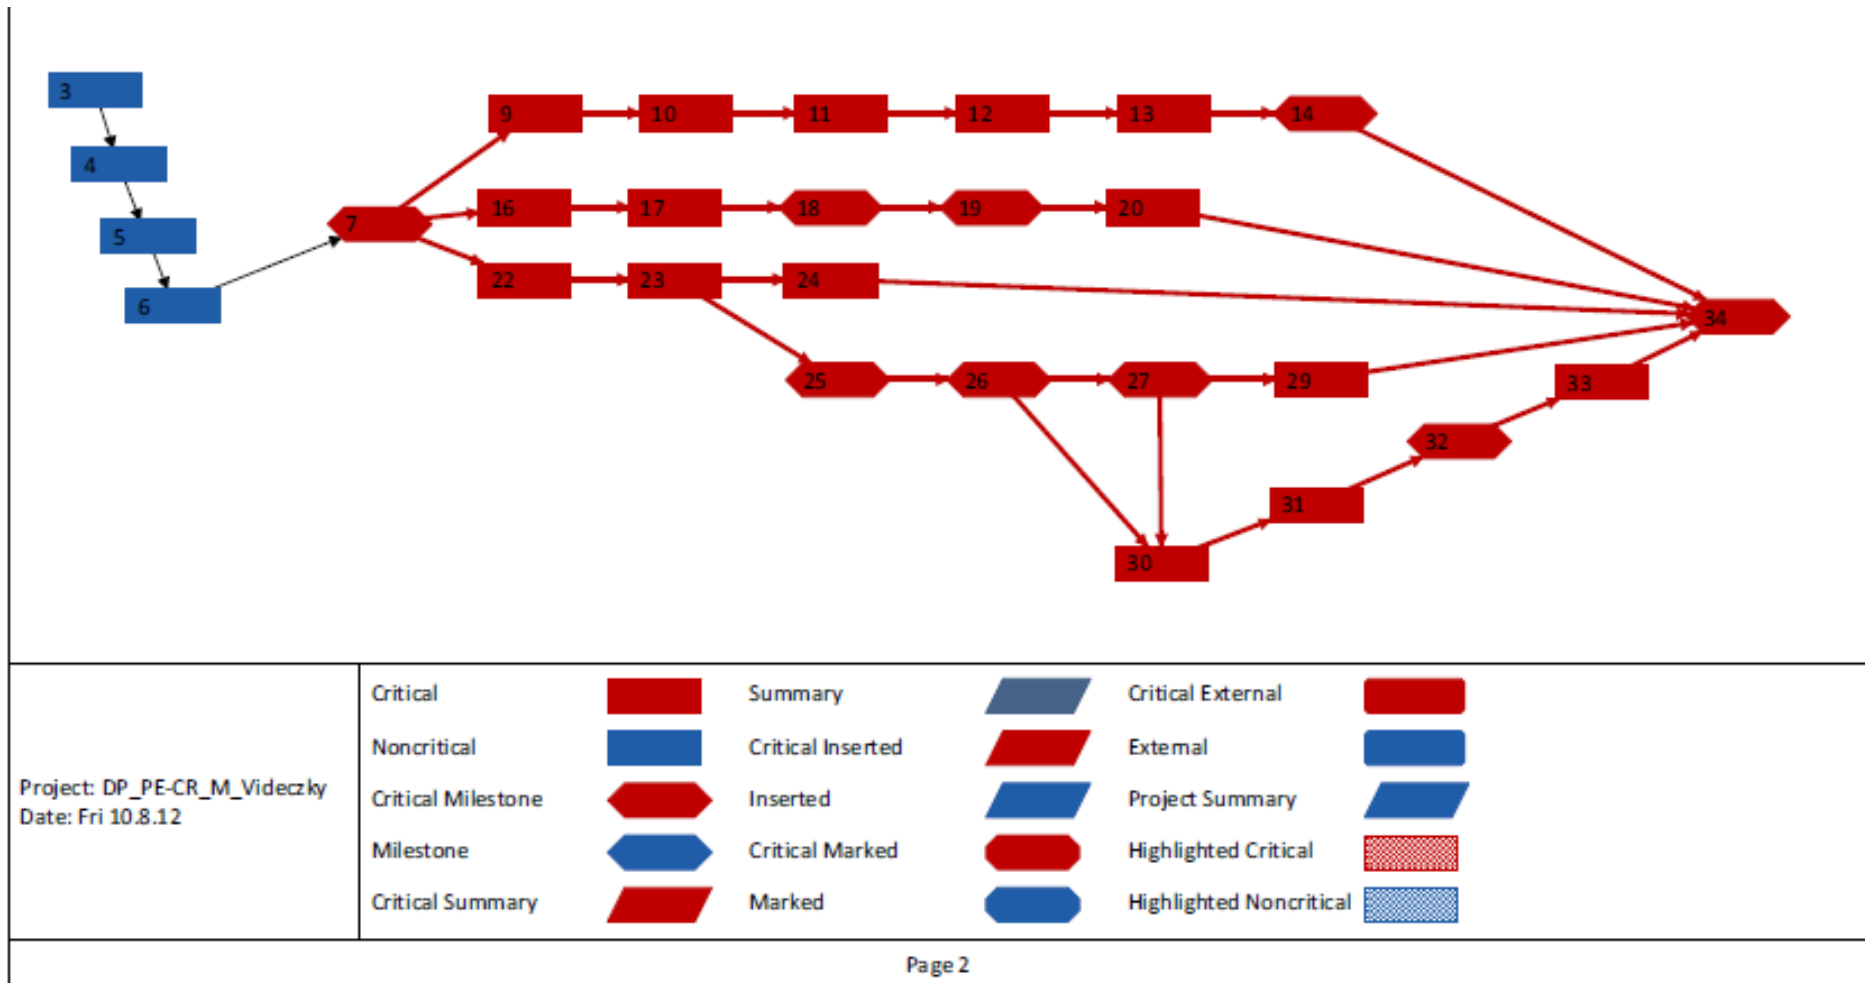 3
4
5
6
7
9
10
11
12
13
14
16
17
18
19
20
22
23
24
25
26
27
29
30
31
32
33
34
Project: DP_PE-CR_M_Videczky
Date: Fri 10.8.12
Critical
Noncritical
Critical Milestone
Milestone
Critical Summary
Summary
Critical Inserted
Inserted
Critical Marked
Marked
Critical External
External
Project Summary
Highlighted Critical
Highlighted Noncritical
Page 2